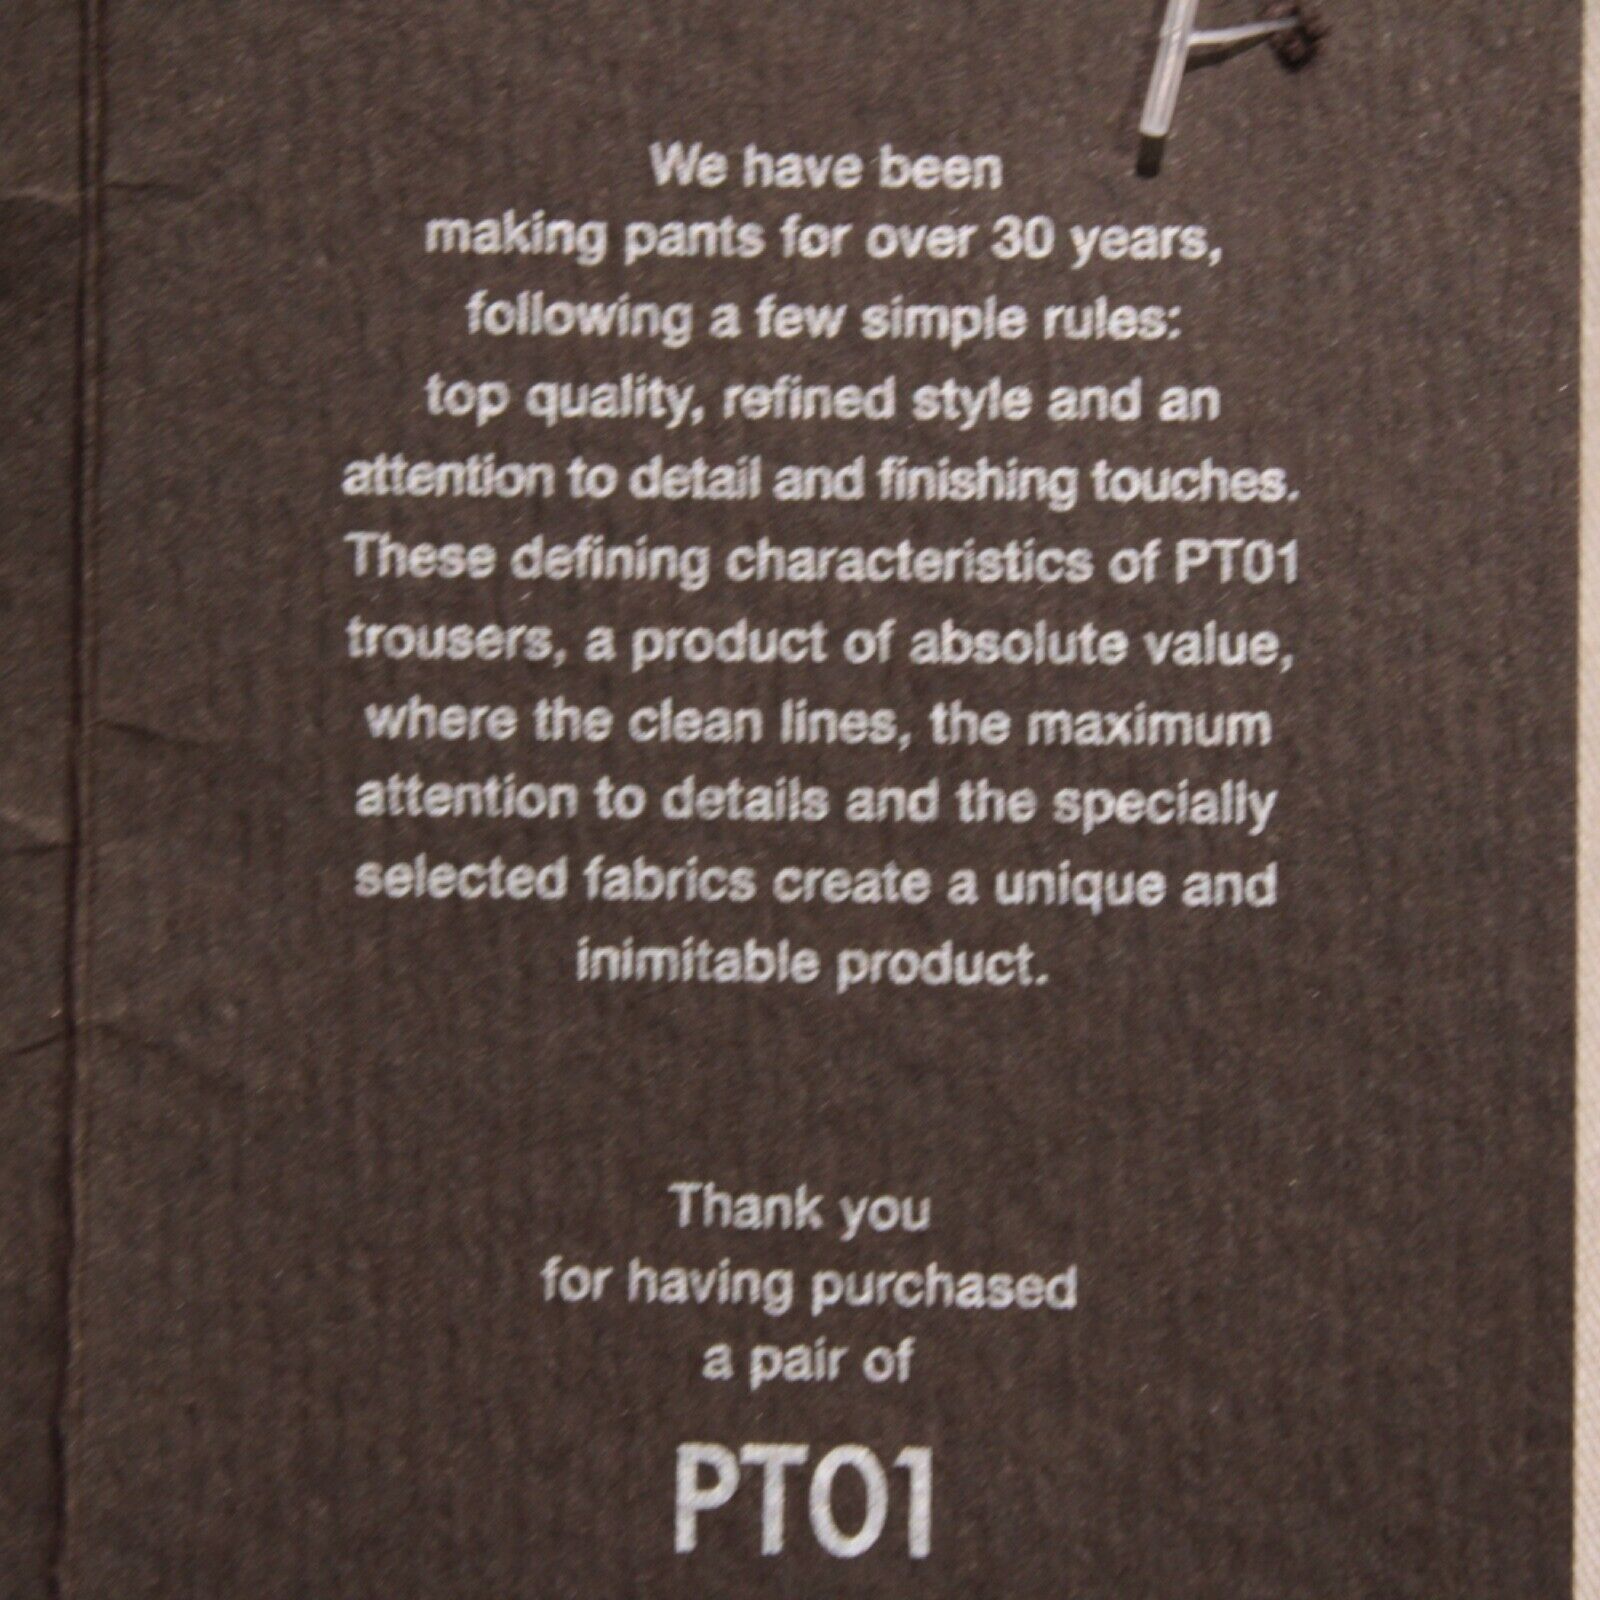 We have been
making pants for over 30 years,
following a few simple rules:
top quality, refined style and an
attention to detail and finishing touches.
These defining characteristics of PT01
trousers, a product of absolute value,
where the clean lines, the maximum
attention to details and the specially
selected fabrics create a unique and
inimitable product.
Thank you
for having purchased
a pair of
PT01